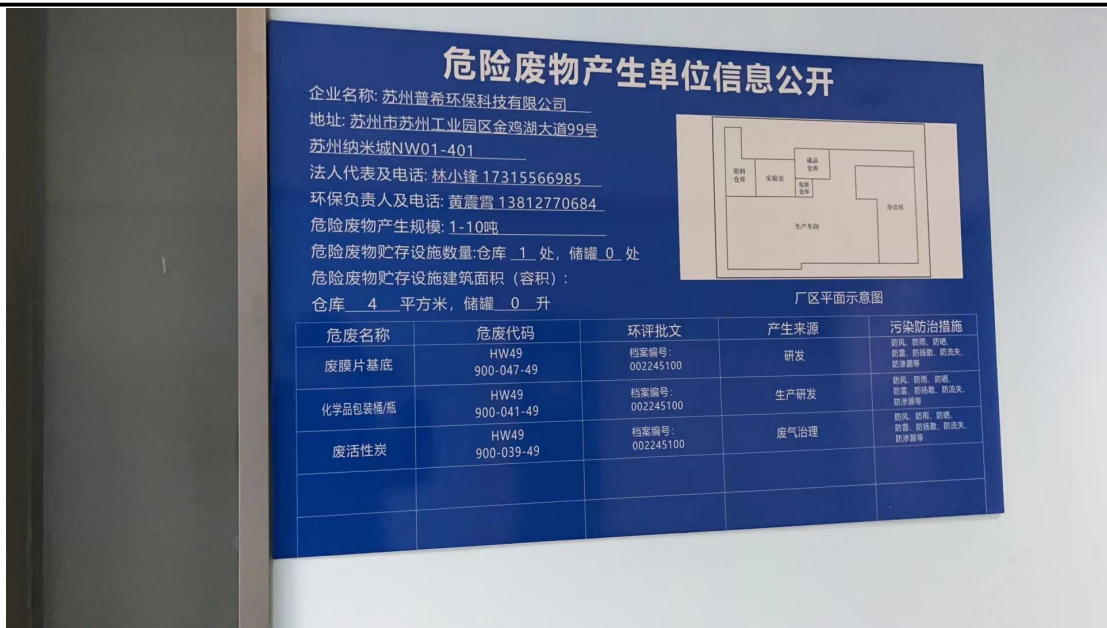 危险废物产生单位信息公开
企业名称: 苏州普希环保科技有限公司
地址: 苏州市苏州工业园区金鸡湖大道99号
苏州纳米城NW01-401
法人代表及电话: 林小锋 17315566985
环保负责人及电话: 黄震霄 13812770684
危险废物产生规模: 1-10吨
危险废物贮存设施数量:仓库 1 处, 储罐 0 处
危险废物贮存设施建筑面积（容积）:
仓库 4 平方米, 储罐 0 升
原料
仓库
实验室
成品
仓库
危废
仓库
办公区
生产车间
厂区平面示意图
危废名称 危废代码 环评批文 产生来源 污染防治措施
废膜片基底 HW49 900-047-49 档案编号: 002245100 研发 防风、防雨、防晒、防雷、防扬散、防流失、防渗漏等
化学品包装桶/瓶 HW49 900-041-49 档案编号: 002245100 生产研发 防风、防雨、防晒、防雷、防扬散、防流失、防渗漏等
废活性炭 HW49 900-039-49 档案编号: 002245100 废气治理 防风、防雨、防晒、防雷、防扬散、防流失、防渗漏等